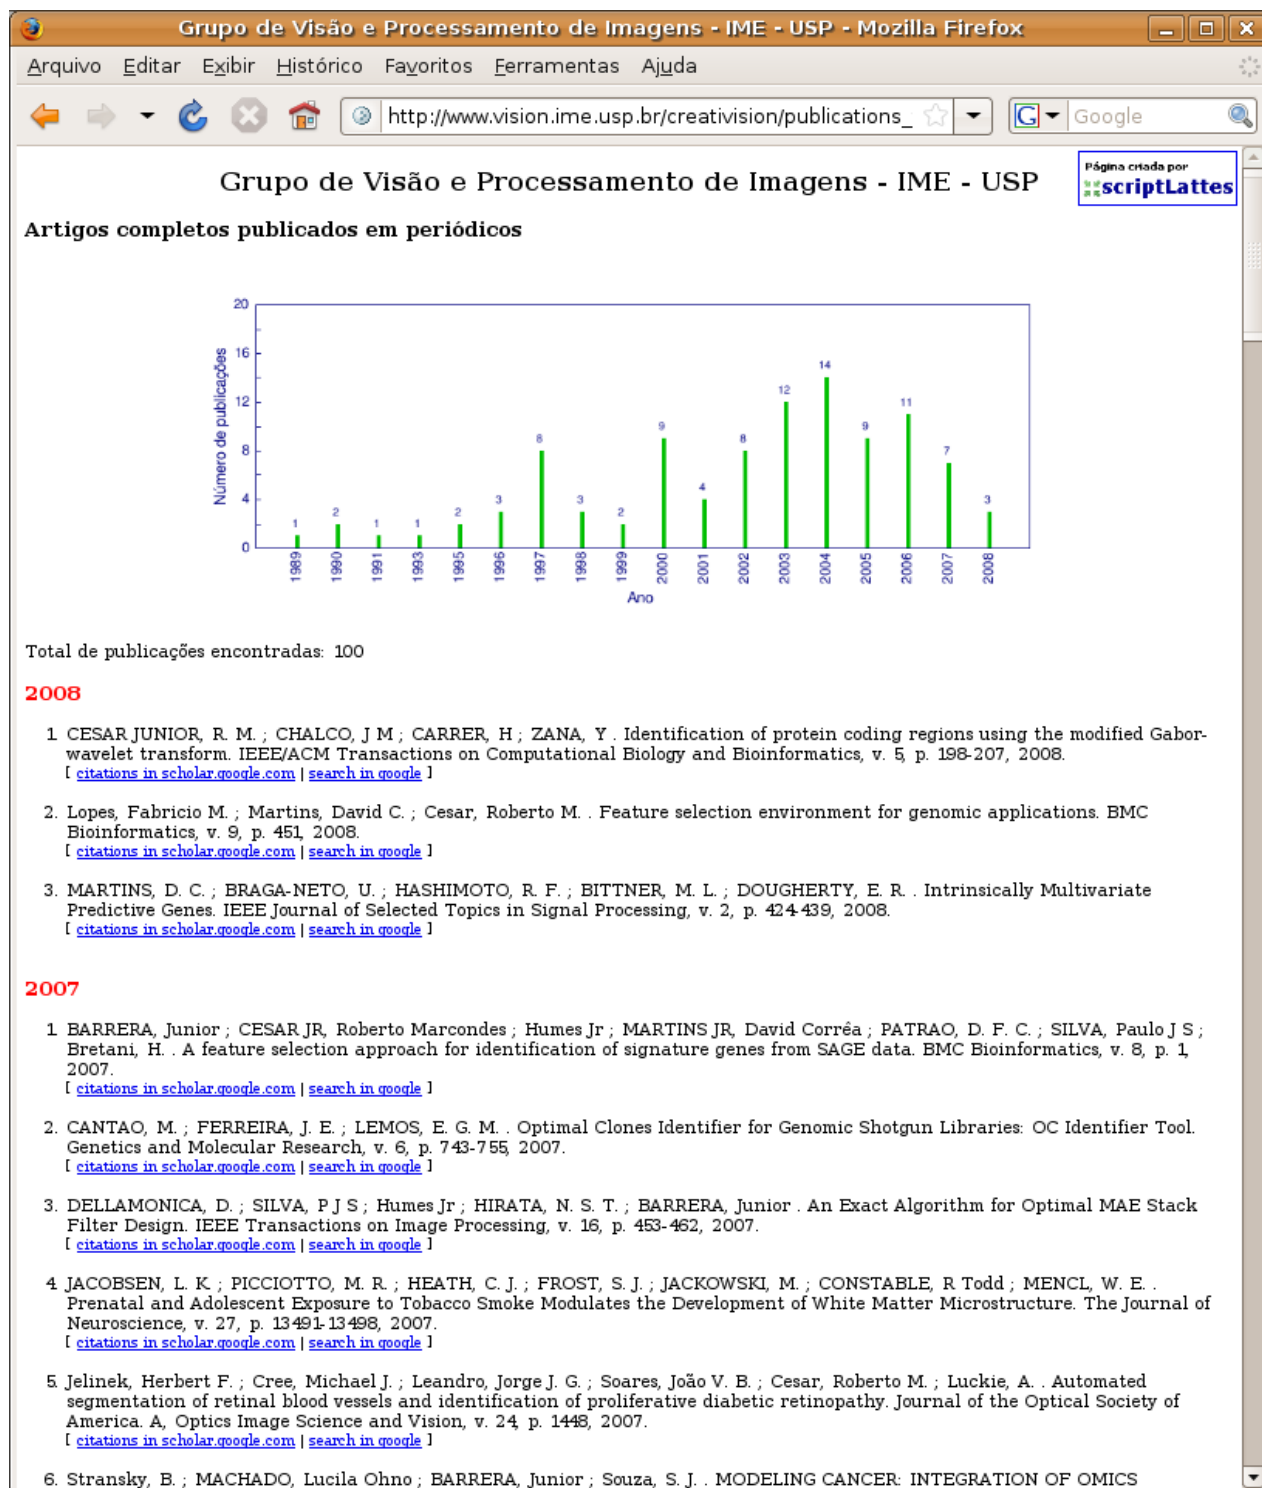 Grupo de Visão e Processamento de Imagens - IME - USP - Mozilla Firefox
Arquivo Editar Exibir Histórico Favoritos Ferramentas Ajuda
http://www.vision.ime.usp.br/creativision/publications_ G Google
Grupo de Visão e Processamento de Imagens - IME - USP
Página criada por
scriptLattes
Artigos completos publicados em periódicos
Número de publicações
20
16
12
8
4
0
1 2 1 1 2 3 8 3 2 9 4 8 12 14 9 11 7 3
1989 1990 1991 1993 1995 1996 1997 1998 1999 2000 2001 2002 2003 2004 2005 2006 2007 2008
Ano
Total de publicações encontradas: 100
2008
1. CESAR JUNIOR, R. M. ; CHALCO, J M ; CARRER, H ; ZANA, Y . Identification of protein coding regions using the modified Gabor-
wavelet transform. IEEE/ACM Transactions on Computational Biology and Bioinformatics, v. 5, p. 198-207, 2008.
[ citations in scholar.google.com | search in google ]
2. Lopes, Fabricio M. ; Martins, David C. ; Cesar, Roberto M. . Feature selection environment for genomic applications. BMC
Bioinformatics, v. 9, p. 451, 2008.
[ citations in scholar.google.com | search in google ]
3. MARTINS, D. C. ; BRAGA-NETO, U. ; HASHIMOTO, R. F. ; BITTNER, M. L. ; DOUGHERTY, E. R. . Intrinsically Multivariate
Predictive Genes. IEEE Journal of Selected Topics in Signal Processing, v. 2, p. 424-439, 2008.
[ citations in scholar.google.com | search in google ]
2007
1. BARRERA, Junior ; CESAR JR, Roberto Marcondes ; Humes Jr ; MARTINS JR, David Corrêa ; PATRAO, D. F. C. ; SILVA, Paulo J S ;
Bretani, H. . A feature selection approach for identification of signature genes from SAGE data. BMC Bioinformatics, v. 8, p. 1,
2007.
[ citations in scholar.google.com | search in google ]
2. CANTAO, M. ; FERREIRA, J. E. ; LEMOS, E. G. M. . Optimal Clones Identifier for Genomic Shotgun Libraries: OC Identifier Tool.
Genetics and Molecular Research, v. 6, p. 743-755, 2007.
[ citations in scholar.google.com | search in google ]
3. DELLAMONICA, D. ; SILVA, P J S ; Humes Jr ; HIRATA, N. S. T. ; BARRERA, Junior . An Exact Algorithm for Optimal MAE Stack
Filter Design. IEEE Transactions on Image Processing, v. 16, p. 453-462, 2007.
[ citations in scholar.google.com | search in google ]
4. JACOBSEN, L. K. ; PICCIOTTO, M. R. ; HEATH, C. J. ; FROST, S. J. ; JACKOWSKI, M. ; CONSTABLE, R Todd ; MENCL, W. E. .
Prenatal and Adolescent Exposure to Tobacco Smoke Modulates the Development of White Matter Microstructure. The Journal of
Neuroscience, v. 27, p. 13491-13498, 2007.
[ citations in scholar.google.com | search in google ]
5. Jelinek, Herbert F. ; Cree, Michael J. ; Leandro, Jorge J. G. ; Soares, João V. B. ; Cesar, Roberto M. ; Luckie, A. . Automated
segmentation of retinal blood vessels and identification of proliferative diabetic retinopathy. Journal of the Optical Society of
America. A, Optics Image Science and Vision, v. 24, p. 1448, 2007.
[ citations in scholar.google.com | search in google ]
6. Stransky, B. ; MACHADO, Lucila Ohno ; BARRERA, Junior ; Souza, S. J. . MODELING CANCER: INTEGRATION OF OMICS